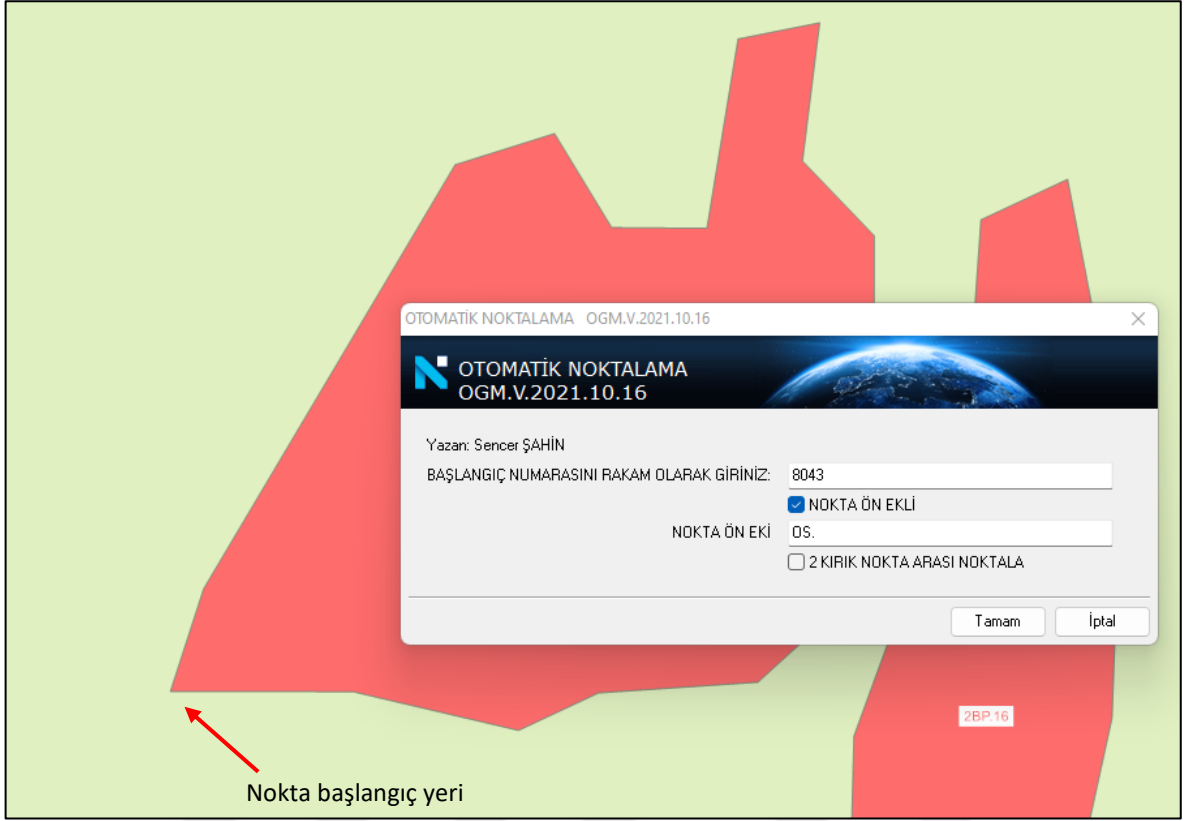 OTOMATİK NOKTALAMA OGM.V.2021.10.16
OTOMATİK NOKTALAMA
OGM.V.2021.10.16
Yazan: Sencer ŞAHİN
BAŞLANGIÇ NUMARASINI RAKAM OLARAK GİRİNİZ: 8043
NOKTA ÖN EKLİ
NOKTA ÖN EKİ OS.
2 KIRIK NOKTA ARASI NOKTALA
Tamam İptal
2BP.16
Nokta başlangıç yeri